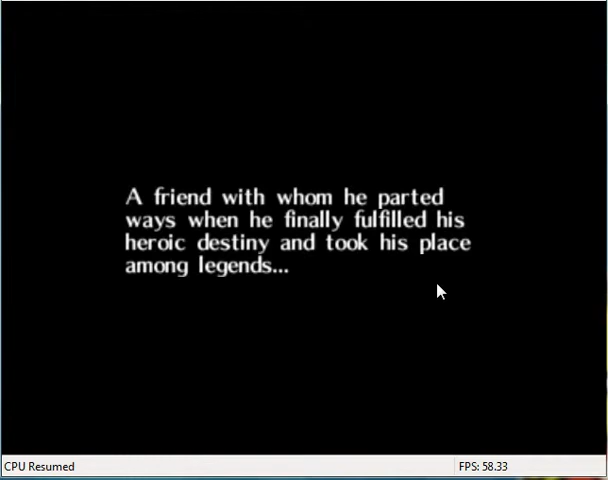 A friend with whom he parted
ways when he finally fulfilled his
heroic destiny and took his place
among legends...
CPU Resumed
FPS: 58.33